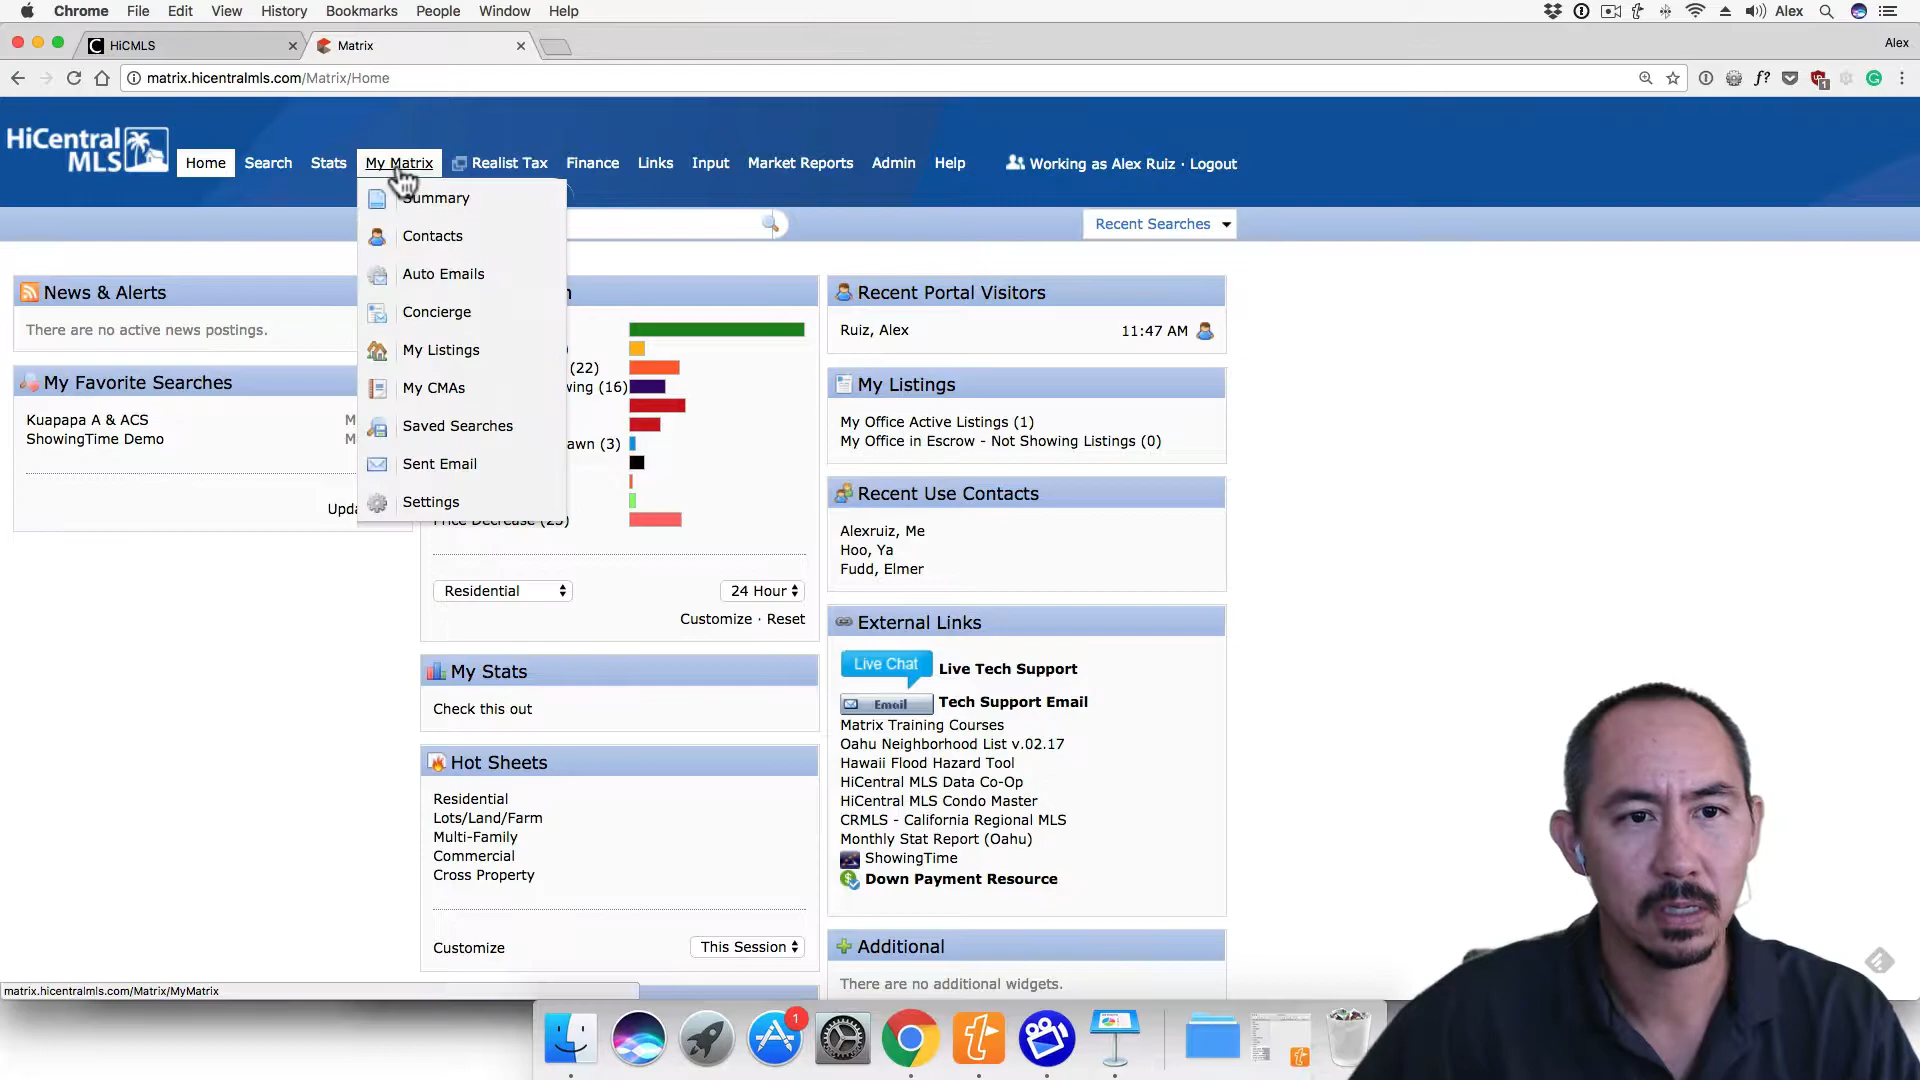 Chrome File Edit View History Bookmarks People Window Help Alex
HiCMLS
Matrix
Alex
matrix.hicentralmls.com/Matrix/Home
HiCentral
MLS
Home Search Stats My Matrix Realist Tax Finance Links Input Market Reports Admin Help Working as Alex Ruiz · Logout
Recent Searches
Summary
Contacts
Auto Emails
Concierge
My Listings
My CMAs
Saved Searches
Sent Email
Settings
News & Alerts
There are no active news postings.
My Favorite Searches
Kuapapa A & ACS M
ShowingTime Demo M
Upda
n
)
(22)
wing (16)
awn (3)
Price Decrease (25)
Residential
24 Hour
Customize · Reset
My Stats
Check this out
Hot Sheets
Residential
Lots/Land/Farm
Multi-Family
Commercial
Cross Property
Customize
This Session
Recent Portal Visitors
Ruiz, Alex 11:47 AM
My Listings
My Office Active Listings (1)
My Office in Escrow - Not Showing Listings (0)
Recent Use Contacts
Alexruiz, Me
Hoo, Ya
Fudd, Elmer
External Links
Live Chat Live Tech Support
Email Tech Support Email
Matrix Training Courses
Oahu Neighborhood List v.02.17
Hawaii Flood Hazard Tool
HiCentral MLS Data Co-Op
HiCentral MLS Condo Master
CRMLS - California Regional MLS
Monthly Stat Report (Oahu)
ShowingTime
Down Payment Resource
Additional
There are no additional widgets.
matrix.hicentralmls.com/Matrix/MyMatrix
1